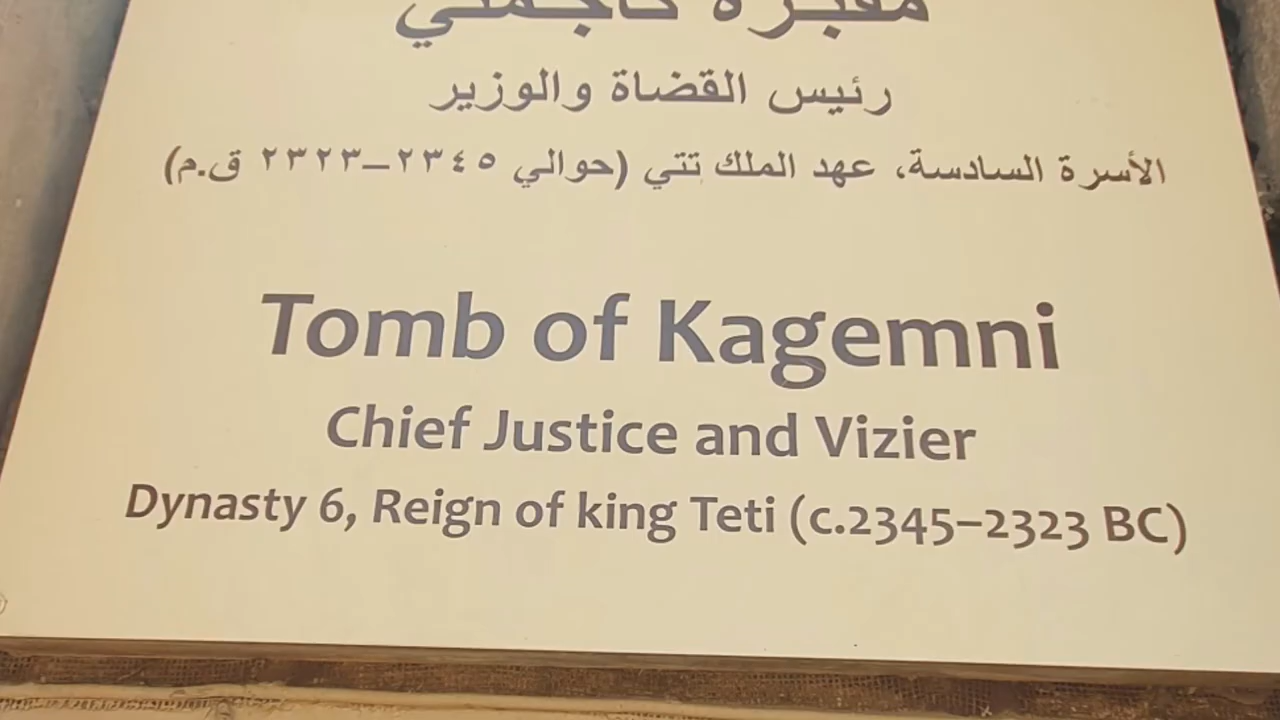 مقبرة كاجمني
رئيس القضاة والوزير
الأسرة السادسة، عهد الملك تتي (حوالي ٢٣٤٥–٢٣٢٣ ق.م)
Tomb of Kagemni
Chief Justice and Vizier
Dynasty 6, Reign of king Teti (c.2345–2323 BC)